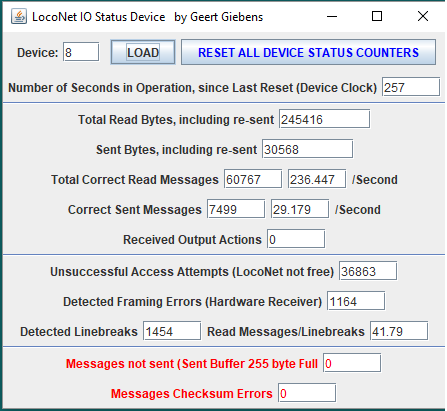 LocoNet IO Status Device by Geert Giebens
Device: 8 LOAD RESET ALL DEVICE STATUS COUNTERS
Number of Seconds in Operation, since Last Reset (Device Clock) 257
Total Read Bytes, including re-sent 245416
Sent Bytes, including re-sent 30568
Total Correct Read Messages 60767 236.447 /Second
Correct Sent Messages 7499 29.179 /Second
Received Output Actions 0
Unsuccessful Access Attempts (LocoNet not free) 36863
Detected Framing Errors (Hardware Receiver) 1164
Detected Linebreaks 1454 Read Messages/Linebreaks 41.79
Messages not sent (Sent Buffer 255 byte Full 0
Messages Checksum Errors 0